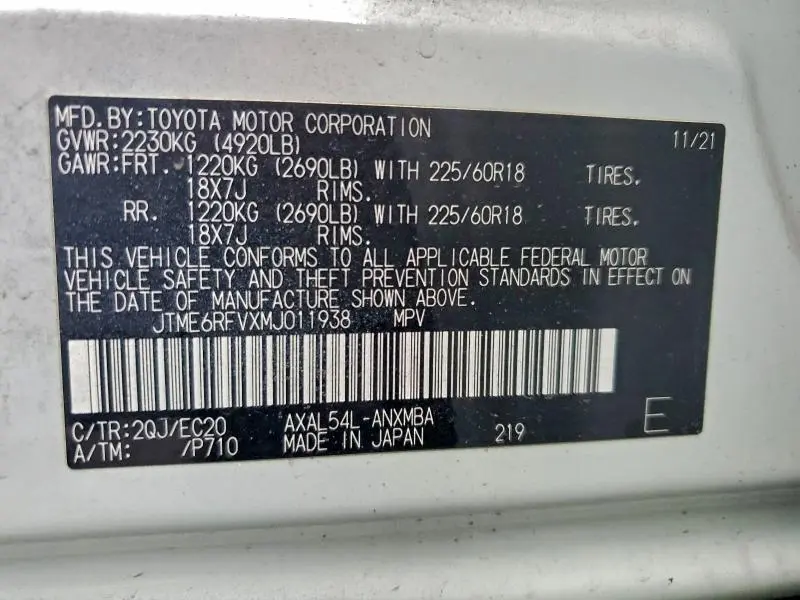 MFD.BY:TOYOTA MOTOR CORPORATION 11/21
GVWR:2230KG (4920LB)
GAWR:FRT. 1220KG (2690LB) WITH 225/60R18 TIRES.
18X7J RIMS.
RR. 1220KG (2690LB) WITH 225/60R18 TIRES.
18X7J RIMS.
THIS VEHICLE CONFORMS TO ALL APPLICABLE FEDERAL MOTOR
VEHICLE SAFETY AND THEFT PREVENTION STANDARDS IN EFFECT ON
THE DATE OF MANUFACTURE SHOWN ABOVE.
JTME6RFVXMJ011938 MPV
C/TR:2QJ/EC20 AXAL54L-ANXMBA
A/TM: /P710 MADE IN JAPAN 219 E